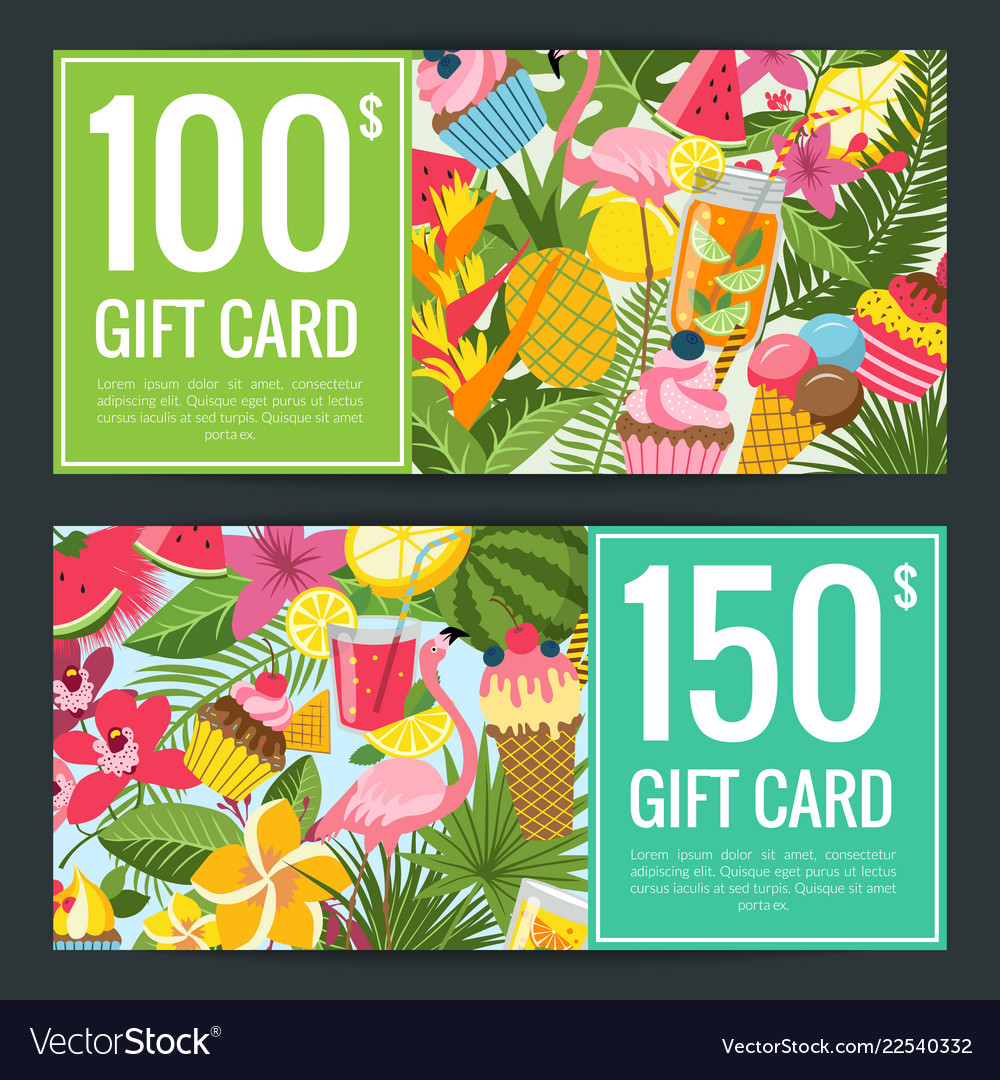 100$
GIFT CARD
Lorem ipsum dolor sit amet, consectetur
adipiscing elit. Quisque eget purus ut lectus
cursus iaculis at sed turpis. Quisque sit amet
porta ex.
150$
GIFT CARD
Lorem ipsum dolor sit amet, consectetur
adipiscing elit. Quisque eget purus ut lectus
cursus iaculis at sed turpis. Quisque sit amet
porta ex.
VectorStock®
VectorStock.com/22540332